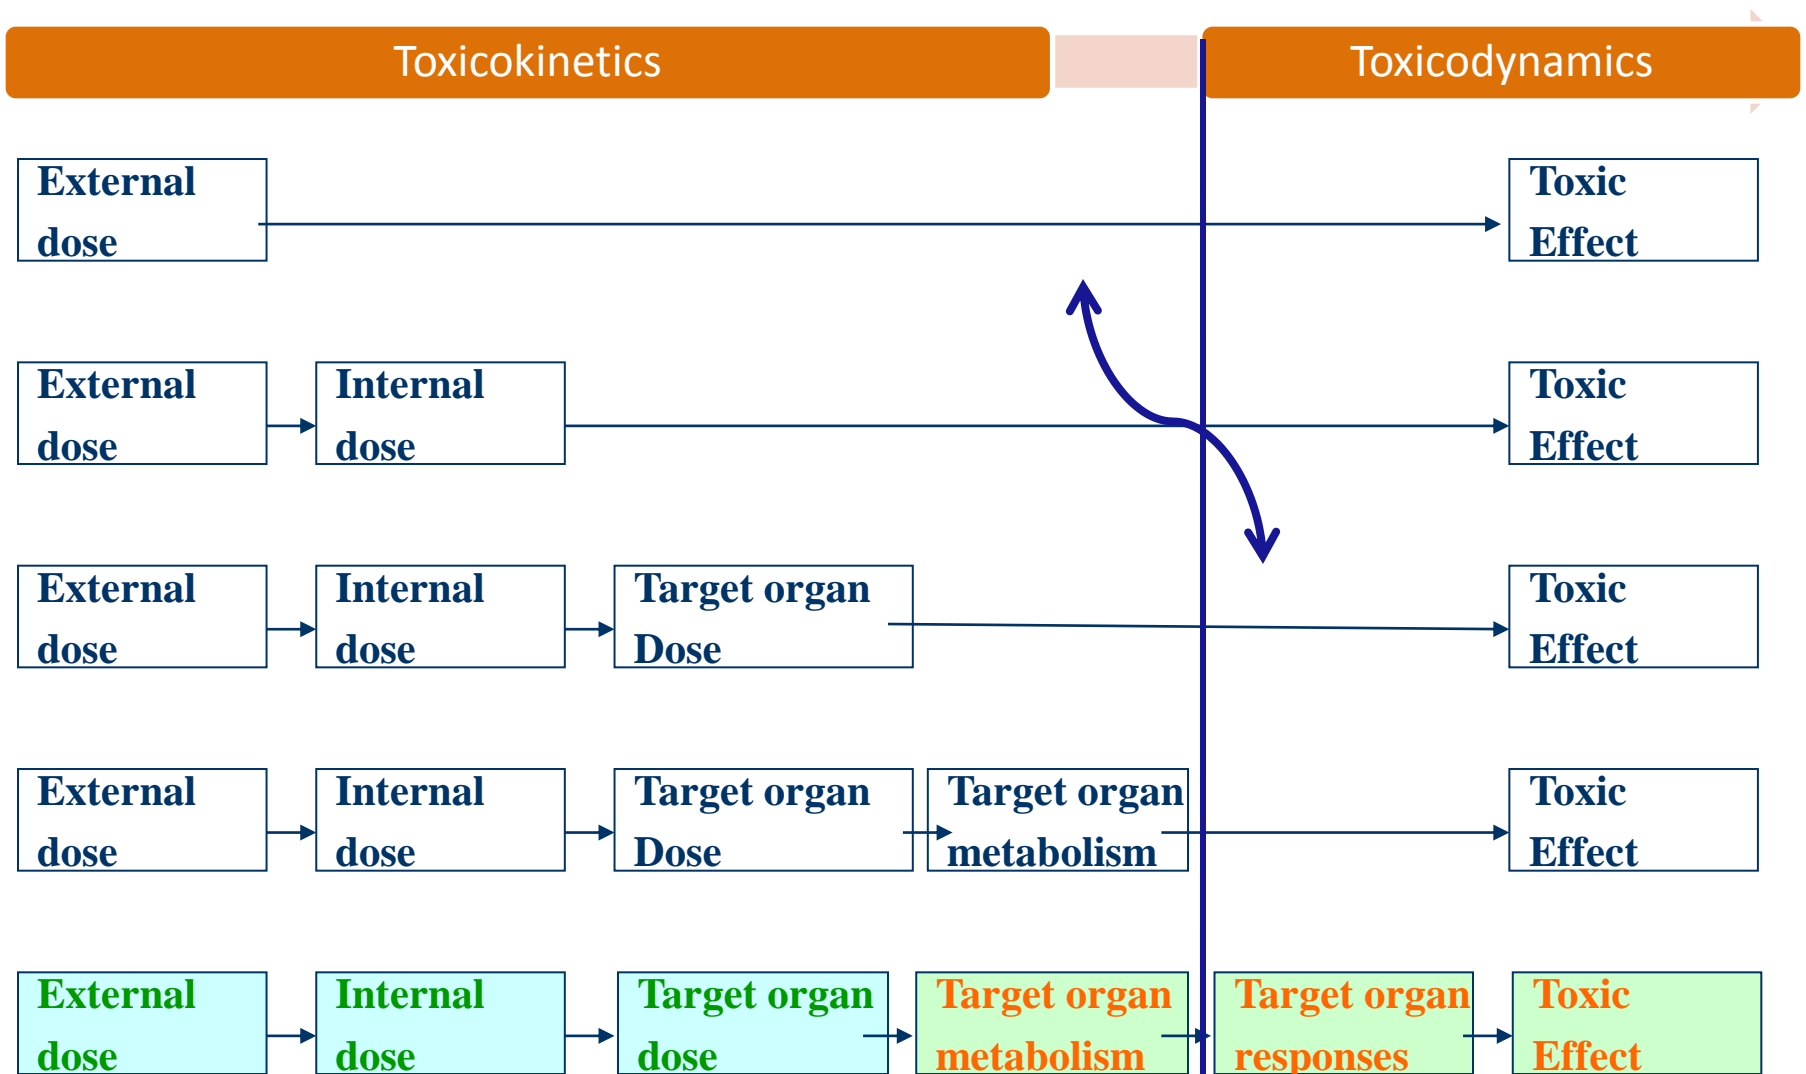 Toxicokinetics
Toxicodynamics
External
dose
Toxic
Effect
External
dose
Internal
dose
Toxic
Effect
External
dose
Internal
dose
Target organ
Dose
Toxic
Effect
External
dose
Internal
dose
Target organ
Dose
Target organ
metabolism
Toxic
Effect
External
dose
Internal
dose
Target organ
dose
Target organ
metabolism
Target organ
responses
Toxic
Effect